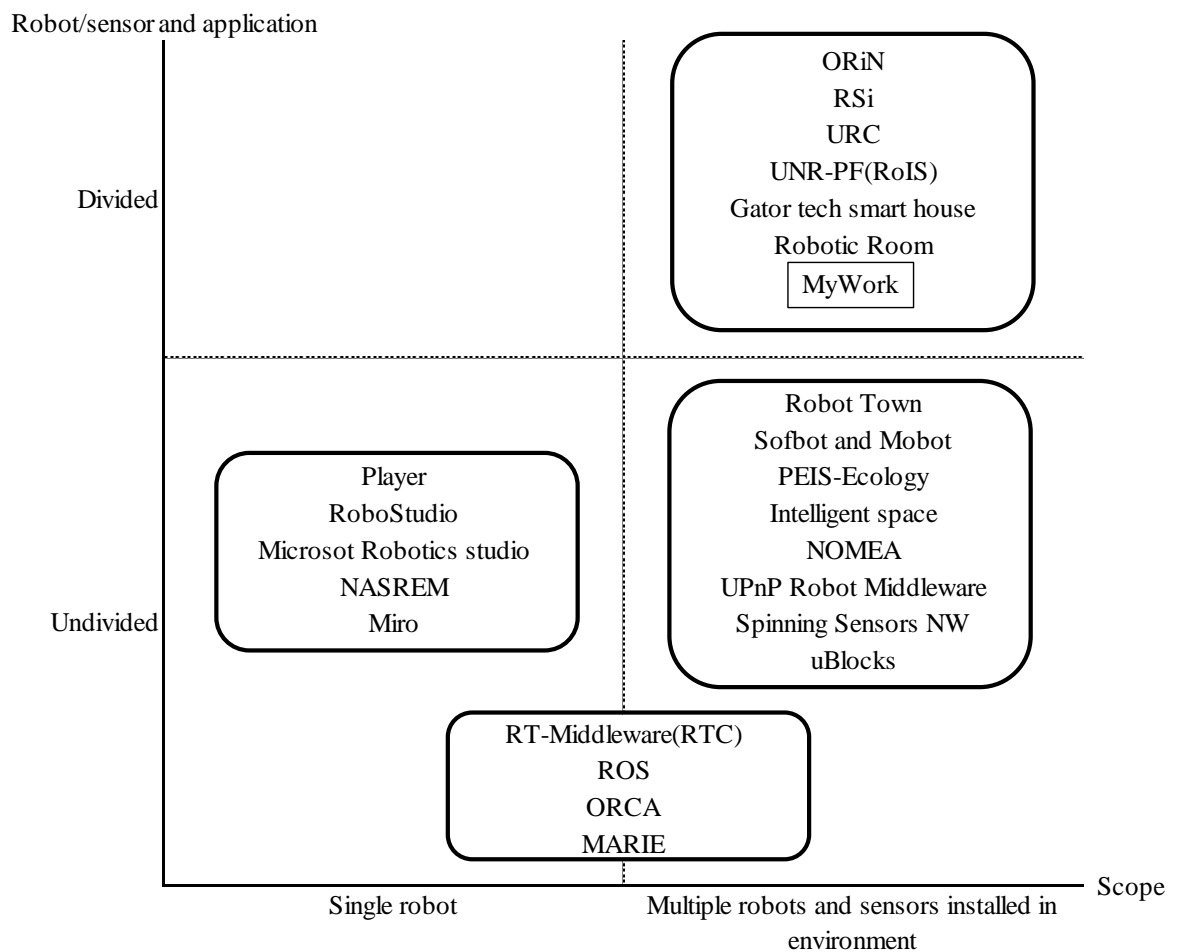 Robot/sensor and application
ORiN
RSi
URC
UNR-PF(RoIS)
Divided
Gator tech smart house
Robotic Room
MyWork
Robot Town
Sofbot and Mobot
PEIS-Ecology
Intelligent space
NOMEA
UPnP Robot Middleware
Spinning Sensors NW
uBlocks
Player
RoboStudio
Microsot Robotics studio
NASREM
Miro
Undivided
RT-Middleware(RTC)
ROS
ORCA
MARIE
Scope
Single robot
Multiple robots and sensors installed in
environment